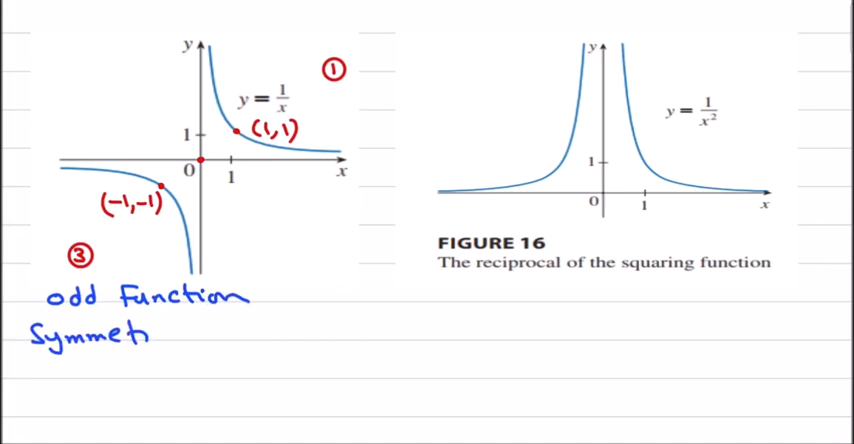 y
①
y = 1/x
1
(1,1)
0
1
x
(-1,-1)
③
odd Function
Symmet
y
y = 1/x²
1
0
1
x
FIGURE 16
The reciprocal of the squaring function